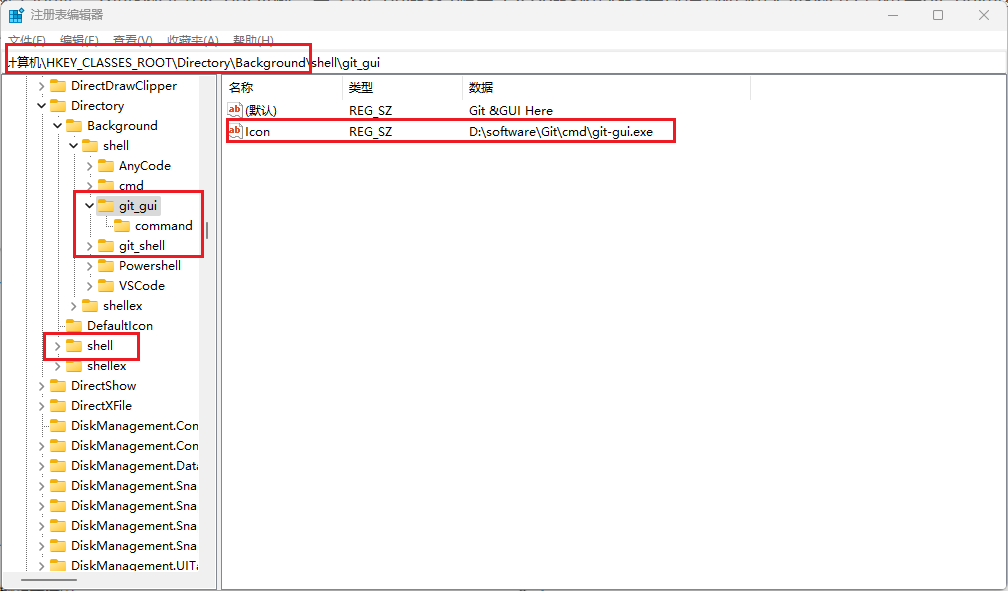 注册表编辑器
文件(F) 编辑(E) 查看(V) 收藏夹(A) 帮助(H)
计算机\HKEY_CLASSES_ROOT\Directory\Background\shell\git_gui
DirectDrawClipper
Directory
Background
shell
AnyCode
cmd
git_gui
command
git_shell
Powershell
VSCode
shellex
DefaultIcon
shell
shellex
DirectShow
DirectXFile
DiskManagement.Con
DiskManagement.Con
DiskManagement.Data
DiskManagement.Sna
DiskManagement.Sna
DiskManagement.Sna
DiskManagement.Sna
DiskManagement.UITa
名称 类型 数据
ab (默认) REG_SZ Git &GUI Here
ab Icon REG_SZ D:\software\Git\cmd\git-gui.exe